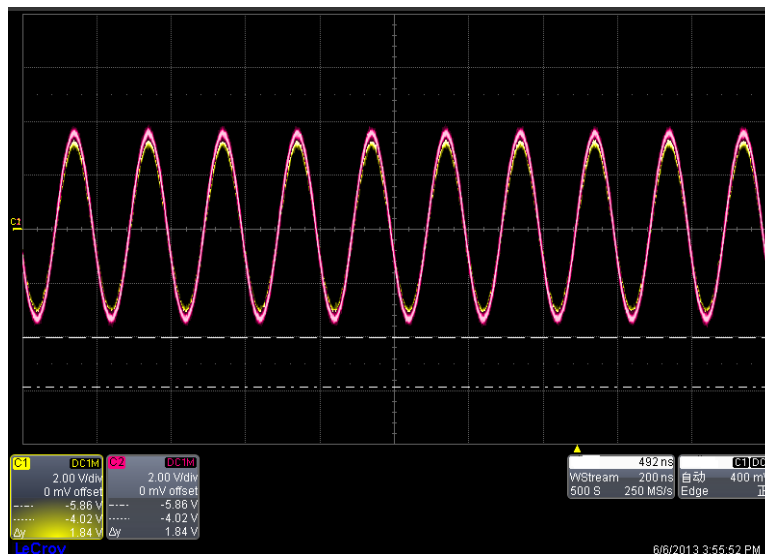 C1
C1 DC1M
2.00 V/div
0 mV offset
-5.86 V
-4.02 V
Δy 1.84 V
C2 DC1M
2.00 V/div
0 mV offset
-5.86 V
-4.02 V
Δy 1.84 V
492 ns
WStream 200 ns
500 S 250 MS/s
C1 DC
自动 400 m
Edge 正
LeCroy
6/6/2013 3:55:52 PM